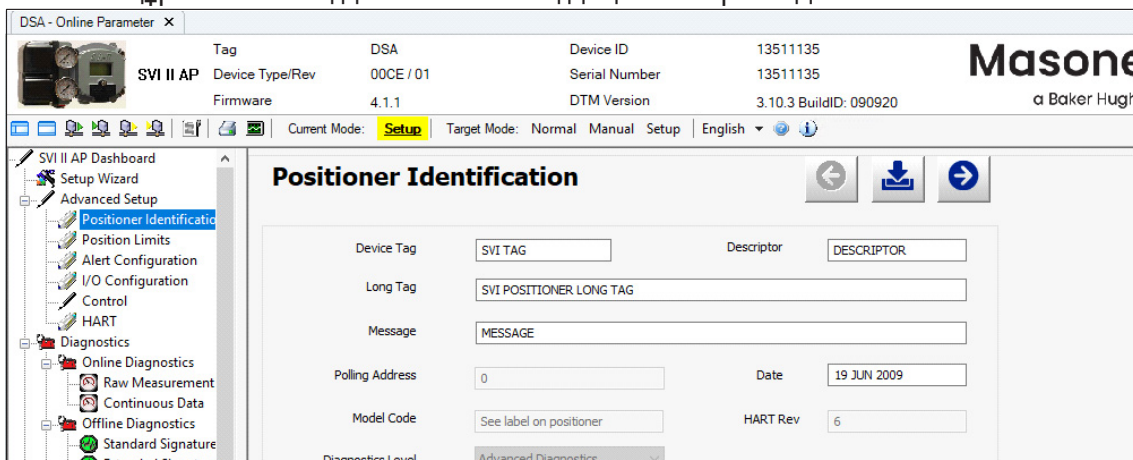 DSA - Online Parameter
Tag DSA Device ID 13511135
SVI II AP Device Type/Rev 00CE / 01 Serial Number 13511135
Firmware 4.1.1 DTM Version 3.10.3 BuildID: 090920
a Baker Hugh
Current Mode: Setup Target Mode: Normal Manual Setup English
SVI II AP Dashboard
Setup Wizard
Advanced Setup
Positioner Identificatio
Position Limits
Alert Configuration
I/O Configuration
Control
HART
Diagnostics
Online Diagnostics
Raw Measurement
Continuous Data
Offline Diagnostics
Standard Signature
Positioner Identification
Device Tag SVI TAG Descriptor DESCRIPTOR
Long Tag SVI POSITIONER LONG TAG
Message MESSAGE
Polling Address 0 Date 19 JUN 2009
Model Code See label on positioner HART Rev 6
Diagnostics Level Advanced Diagnostics